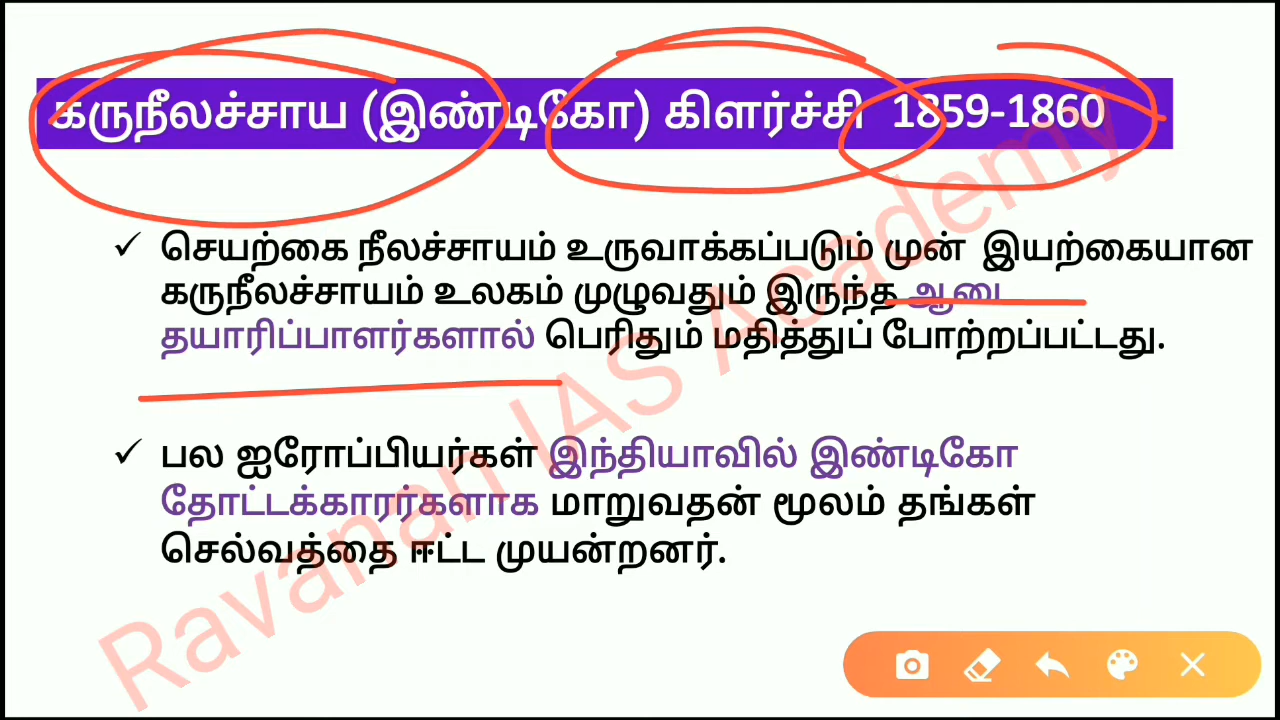 கருநீலச்சாய (இண்டிகோ) கிளர்ச்சி 1859-1860
✓ செயற்கை நீலச்சாயம் உருவாக்கப்படும் முன் இயற்கையான
கருநீலச்சாயம் உலகம் முழுவதும் இருந்த ஆடை
தயாரிப்பாளர்களால் பெரிதும் மதித்துப் போற்றப்பட்டது.
✓ பல ஐரோப்பியர்கள் இந்தியாவில் இண்டிகோ
தோட்டக்காரர்களாக மாறுவதன் மூலம் தங்கள்
செல்வத்தை ஈட்ட முயன்றனர்.
Ravanan IAS Academy